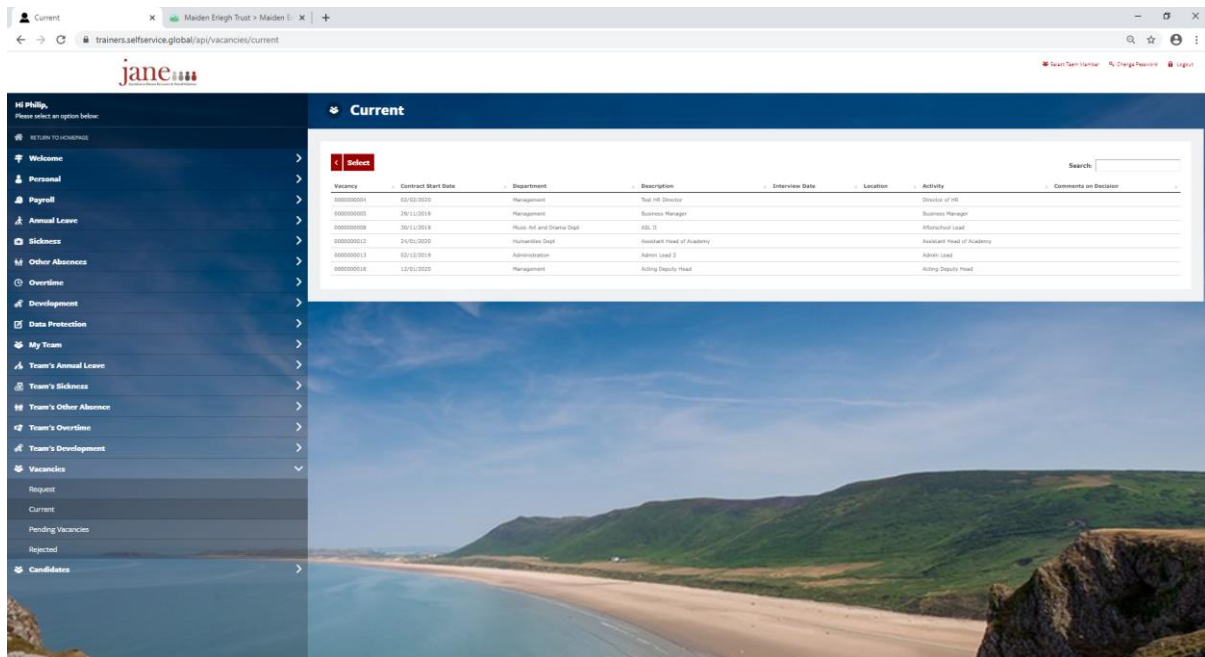 Current
Maiden Erlegh Trust > Maiden E
trainers.selfservice.global/api/vacancies/current
jane
Select Team Member Change Password Logout
Hi Philip,
Please select an option below:
RETURN TO HOMEPAGE
Welcome
Personal
Payroll
Annual Leave
Sickness
Other Absences
Overtime
Development
Data Protection
My Team
Team's Annual Leave
Team's Sickness
Team's Other Absence
Team's Overtime
Team's Development
Vacancies
Request
Current
Pending Vacancies
Rejected
Candidates
Current
< Select
Search:
Vacancy Contract Start Date Department Description Interview Date Location Activity Comments on Decision
0000000004 02/02/2020 Management Test HR Director Director of HR
0000000005 29/11/2019 Management Business Manager Business Manager
0000000008 30/11/2019 Music Art and Drama Dept Afterschool Lead
0000000012 24/01/2020 Humanities Dept Assistant Head of Academy Assistant Head of Academy
0000000013 02/12/2019 Administration Admin Lead Admin Lead
0000000016 12/01/2020 Management Acting Deputy Head Acting Deputy Head